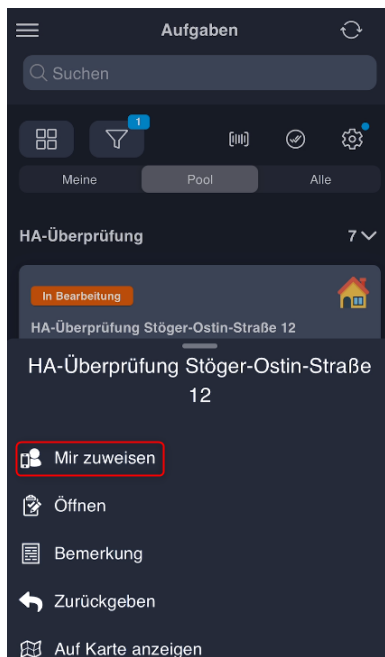 Aufgaben
Suchen
1
Meine Pool Alle
HA-Überprüfung 7
In Bearbeitung
HA-Überprüfung Stöger-Ostin-Straße 12
HA-Überprüfung Stöger-Ostin-Straße
12
Mir zuweisen
Öffnen
Bemerkung
Zurückgeben
Auf Karte anzeigen